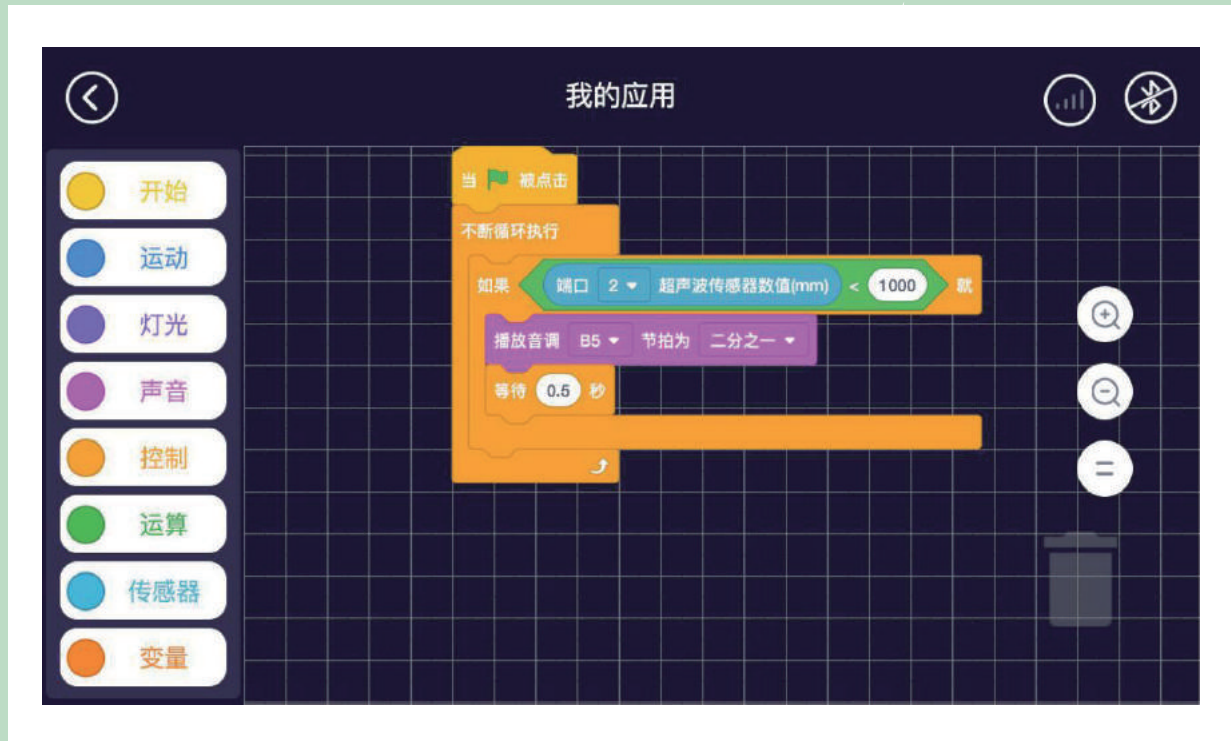 我的应用
开始
运动
灯光
声音
控制
运算
传感器
变量
当 被点击
不断循环执行
如果 端口 2 超声波传感器数值(mm) < 1000 就
播放音调 B5 节拍为 二分之一
等待 0.5 秒